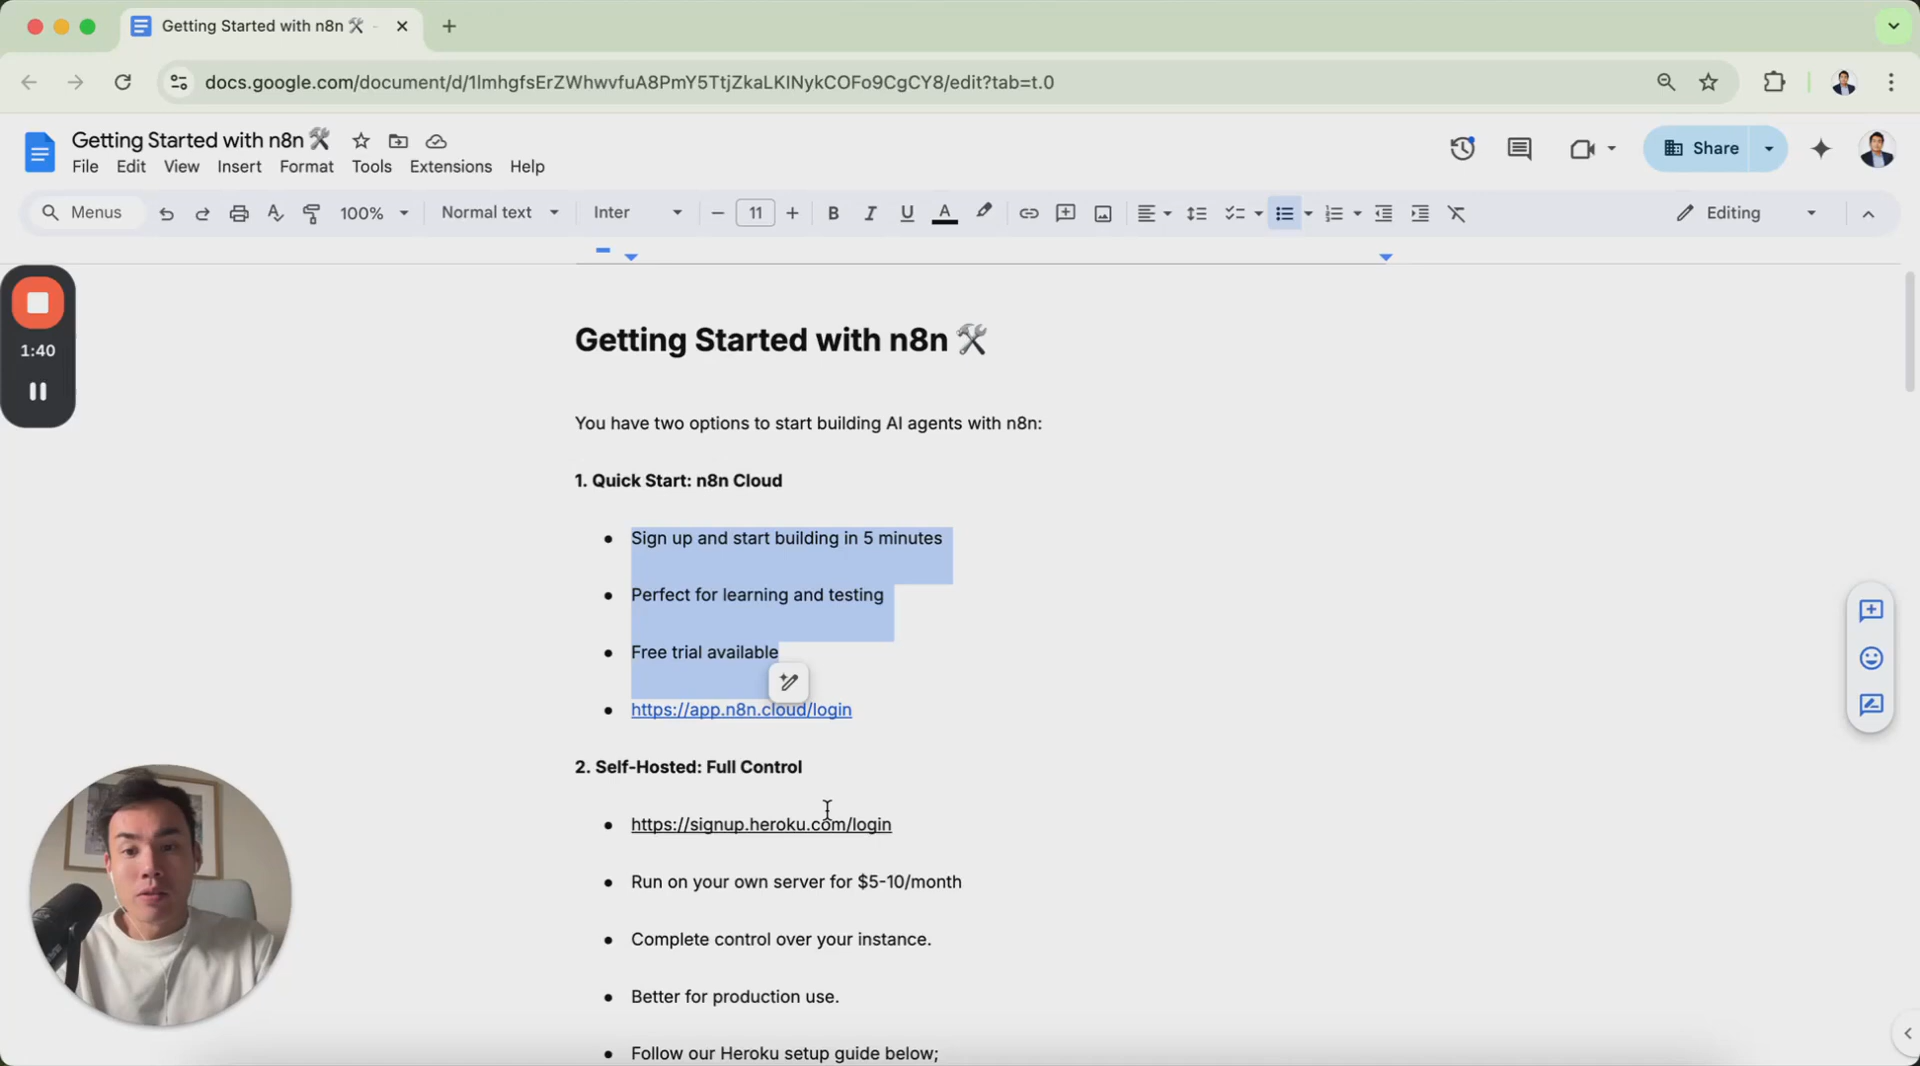 Getting Started with n8n 🛠 -
docs.google.com/document/d/1lmhgfsErZWhwvfuA8PmY5TtjZkaLKlNykCOFo9CgCY8/edit?tab=t.0
Getting Started with n8n 🛠
File Edit View Insert Format Tools Extensions Help
Share
Menus 100% Normal text Inter 11 B I U A Editing
1:40
Getting Started with n8n 🛠
You have two options to start building AI agents with n8n:
1. Quick Start: n8n Cloud
● Sign up and start building in 5 minutes
● Perfect for learning and testing
● Free trial available
● https://app.n8n.cloud/login
2. Self-Hosted: Full Control
● https://signup.heroku.com/login
● Run on your own server for $5-10/month
● Complete control over your instance.
● Better for production use.
● Follow our Heroku setup guide below;